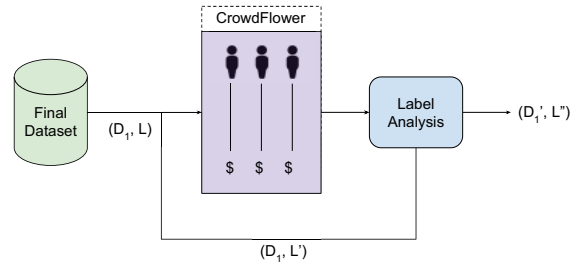 CrowdFlower
Final
Dataset
(D₁, L)
$ $ $
Label
Analysis
(D₁’, L”)
(D₁, L’)